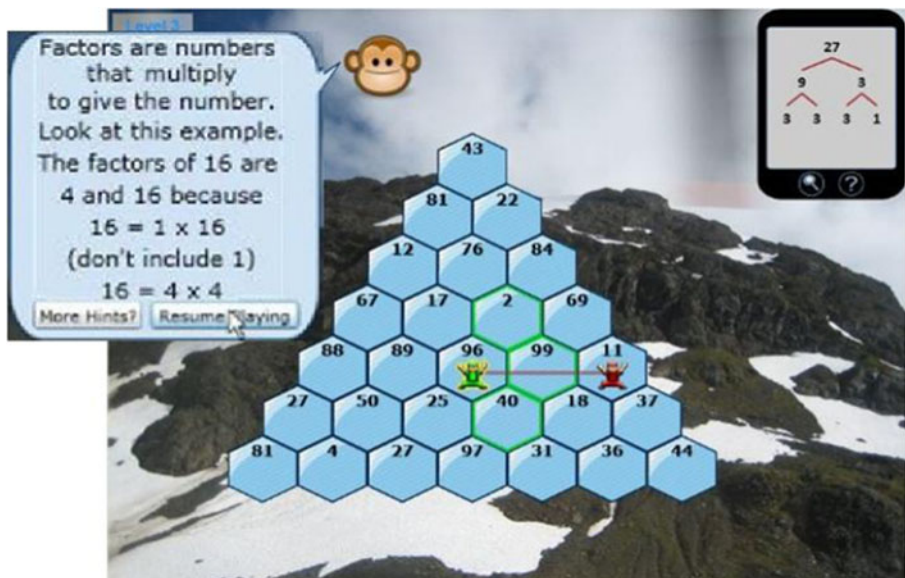 Level 3
Factors are numbers
that multiply
to give the number.
Look at this example.
The factors of 16 are
4 and 16 because
16 = 1 x 16
(don't include 1)
16 = 4 x 4
More Hints? Resume Playing
27
9 3
3 3 3 1
?
43
81 22
12 76 84
67 17 2 69
88 89 96 99 11
27 50 25 40 18 37
81 4 27 97 31 36 44